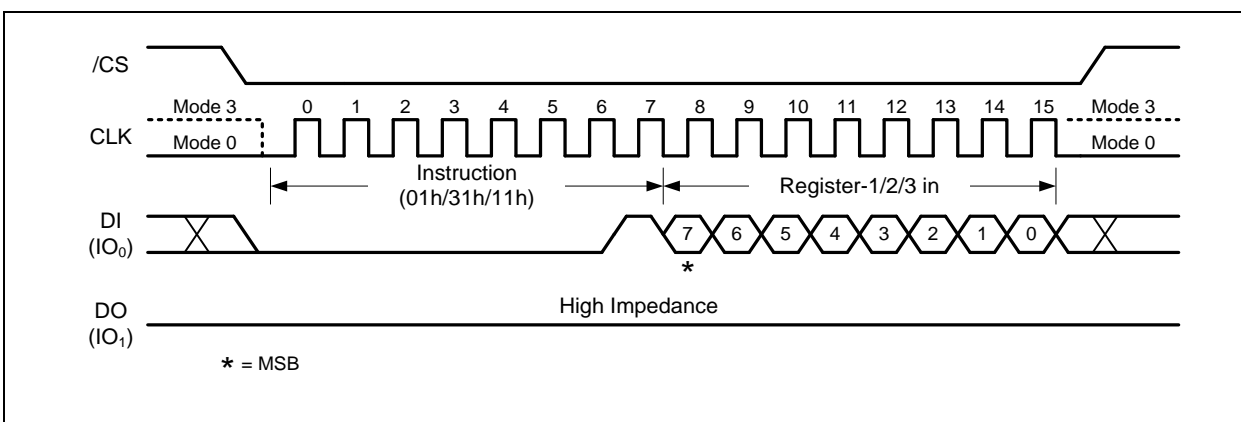 /CS
Mode 3 0 1 2 3 4 5 6 7 8 9 10 11 12 13 14 15 Mode 3
CLK
Mode 0 Mode 0
Instruction
(01h/31h/11h)
Register-1/2/3 in
DI
(IO₀)
7 6 5 4 3 2 1 0
*
High Impedance
DO
(IO₁)
* = MSB